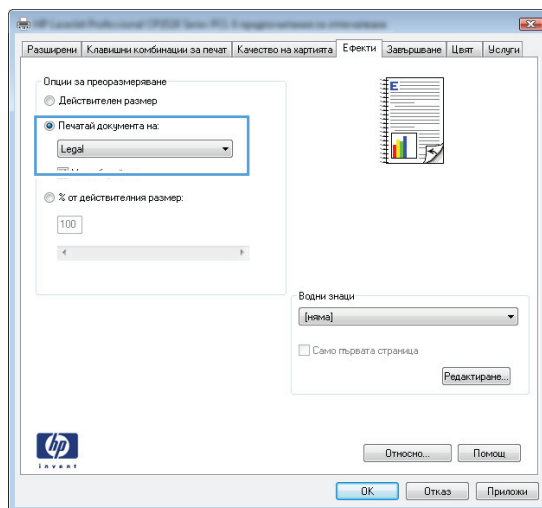 Разширени Клавишни комбинации за печат Качество на хартията Ефекти Завършване Цвят Услуги
Опции за преоразмеряване
Действителен размер
Печатай документа на:
Legal
% от действителния размер:
100
E
Водни знаци
[няма]
Само първата страница
Редактиране...
hp
invent
Относно... Помощ
OK Отказ Приложи